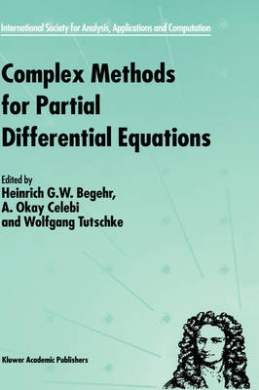 International Society for Analysis, Applications and Computation
Complex Methods
for Partial
Differential Equations
Edited by
Heinrich G.W. Begehr,
A. Okay Celebi
and Wolfgang Tutschke
Kluwer Academic Publishers